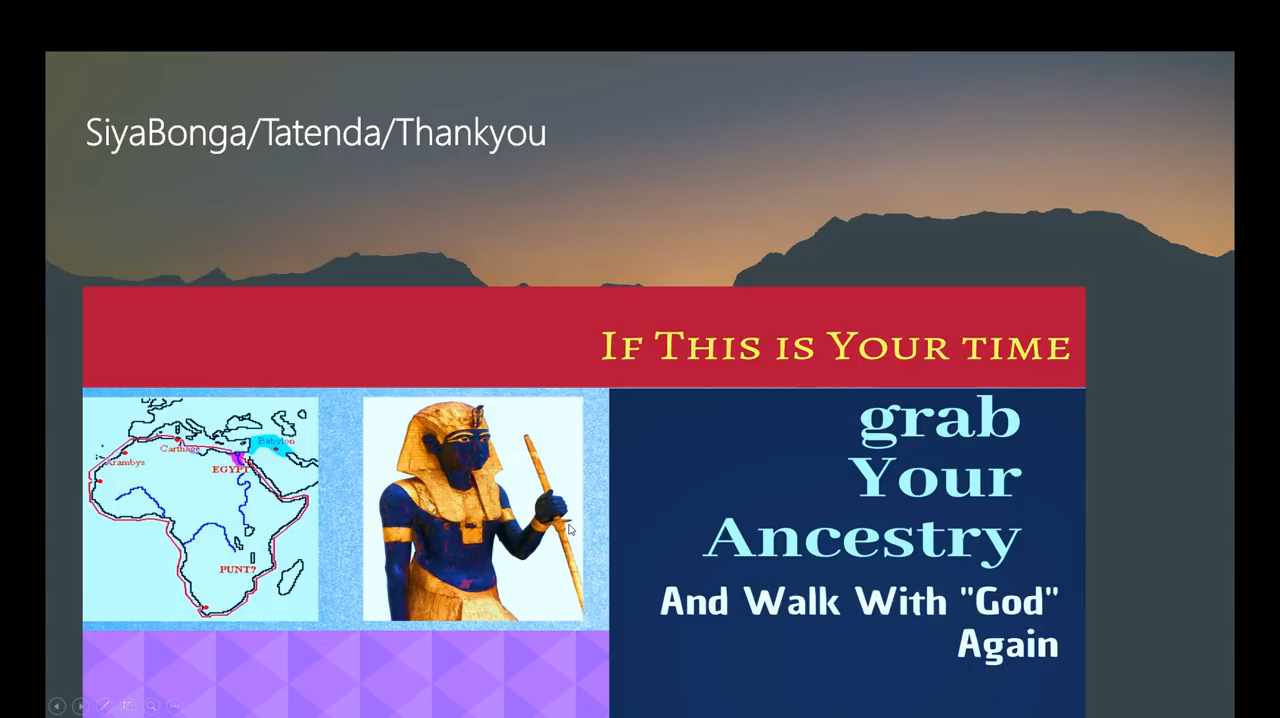 SiyaBonga/Tatenda/Thankyou
If This is Your time
Carthage
Babylon
Arambys
EGYPT
PUNT?
grab
Your
Ancestry
And Walk With "God"
Again